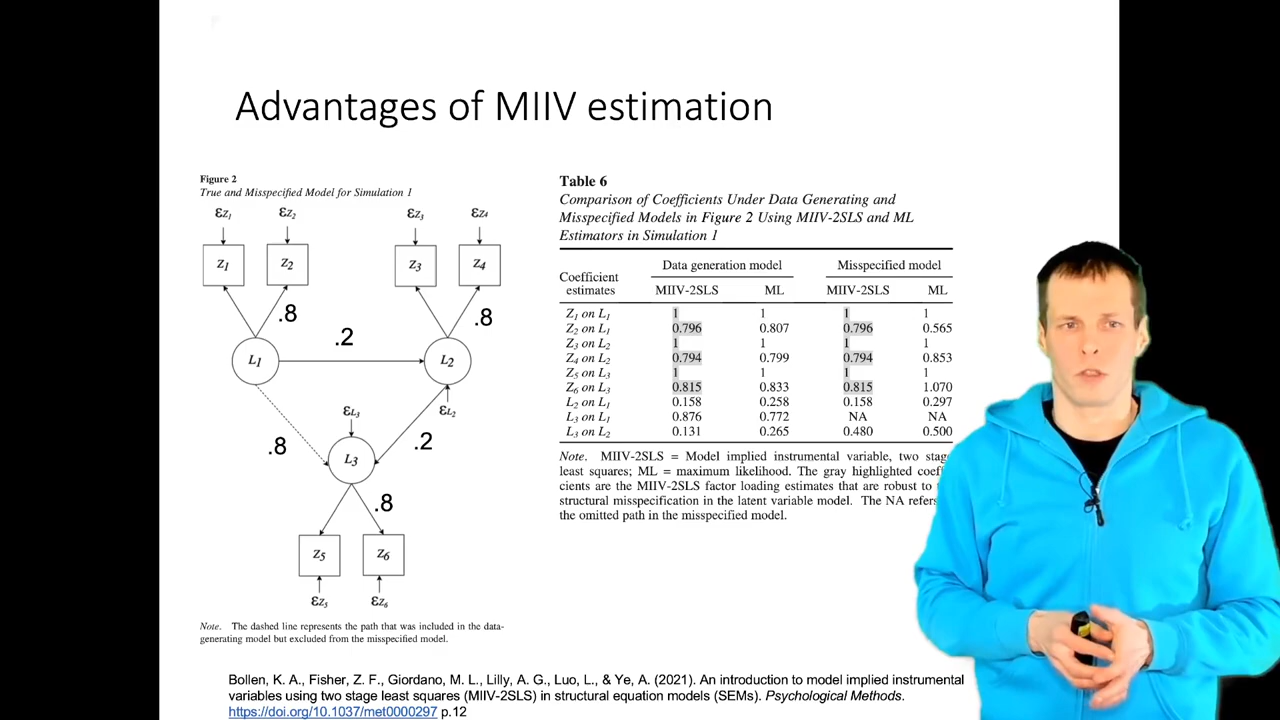 Advantages of MIIV estimation
Figure 2
True and Misspecified Model for Simulation 1
εZ1 εZ2 εZ3 εZ4
Z1 Z2 Z3 Z4
.8 .8
.2
L1 L2
εL3 εL2
.8 .2
L3
.8
Z5 Z6
εZ5 εZ6
Note. The dashed line represents the path that was included in the data-
generating model but excluded from the misspecified model.
Table 6
Comparison of Coefficients Under Data Generating and
Misspecified Models in Figure 2 Using MIIV-2SLS and ML
Estimators in Simulation 1
Data generation model Misspecified model
Coefficient
estimates MIIV-2SLS ML MIIV-2SLS ML
Z1 on L1 1 1 1 1
Z2 on L1 0.796 0.807 0.796 0.565
Z3 on L2 1 1 1 1
Z4 on L2 0.794 0.799 0.794 0.853
Z5 on L3 1 1 1 1
Z6 on L3 0.815 0.833 0.815 1.070
L2 on L1 0.158 0.258 0.158 0.297
L3 on L1 0.876 0.772 NA NA
L3 on L2 0.131 0.265 0.480 0.500
Note. MIIV-2SLS = Model implied instrumental variable, two
least squares; ML = maximum likelihood. The gray highlighted
cients are the MIIV-2SLS factor loading estimates that are robust to
structural misspecification in the latent variable model. The NA refers
the omitted path in the misspecified model.
Bollen, K. A., Fisher, Z. F., Giordano, M. L., Lilly, A. G., Luo, L., & Ye, A. (2021). An introduction to model implied instrumental
variables using two stage least squares (MIIV-2SLS) in structural equation models (SEMs). Psychological Methods.
https://doi.org/10.1037/met0000297 p.12